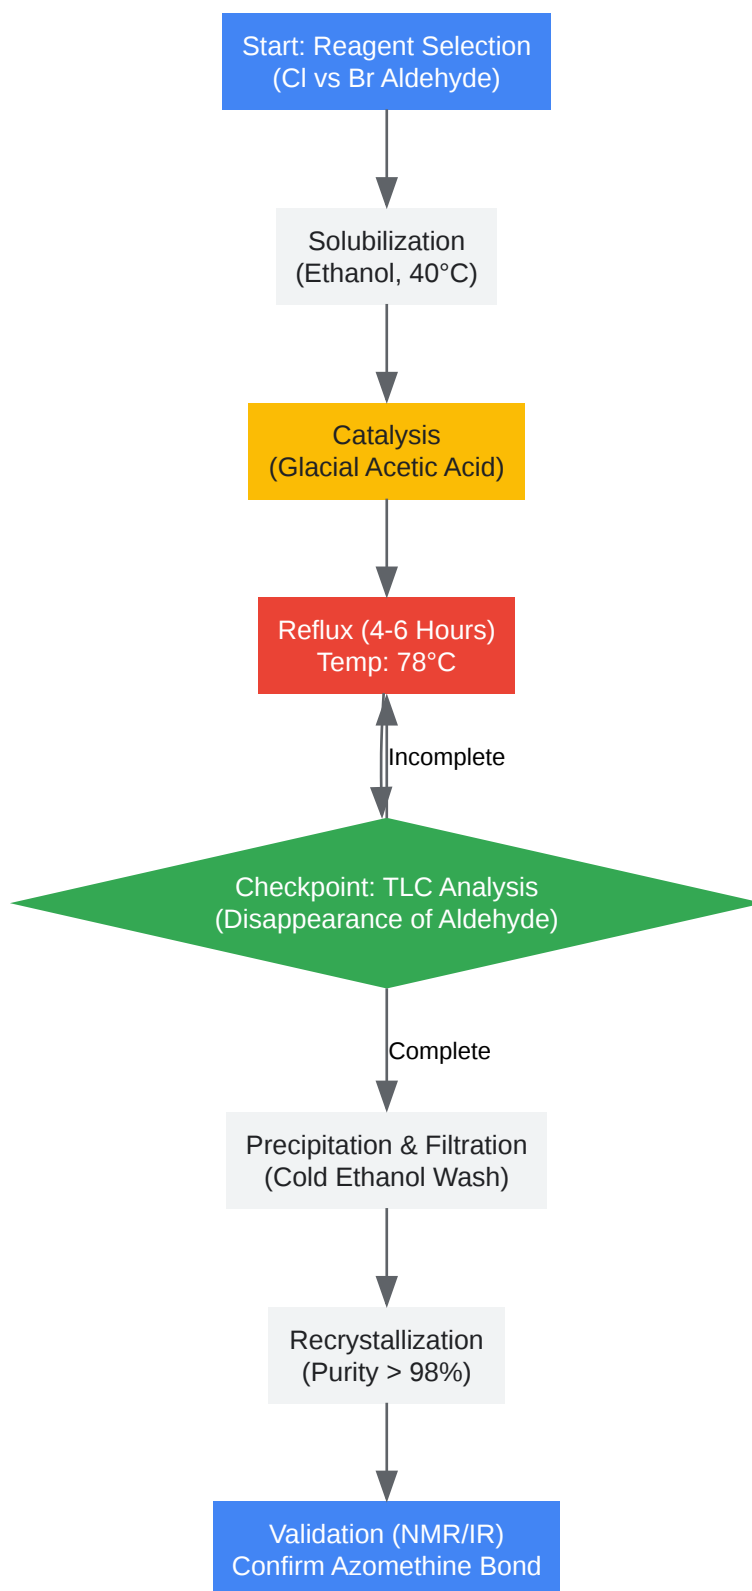 Start: Reagent Selection
(Cl vs Br Aldehyde)
Solubilization
(Ethanol, 40°C)
Catalysis
(Glacial Acetic Acid)
Reflux (4-6 Hours)
Temp: 78°C
Incomplete
Checkpoint: TLC Analysis
(Disappearance of Aldehyde)
Complete
Precipitation & Filtration
(Cold Ethanol Wash)
Recrystallization
(Purity > 98%)
Validation (NMR/IR)
Confirm Azomethine Bond